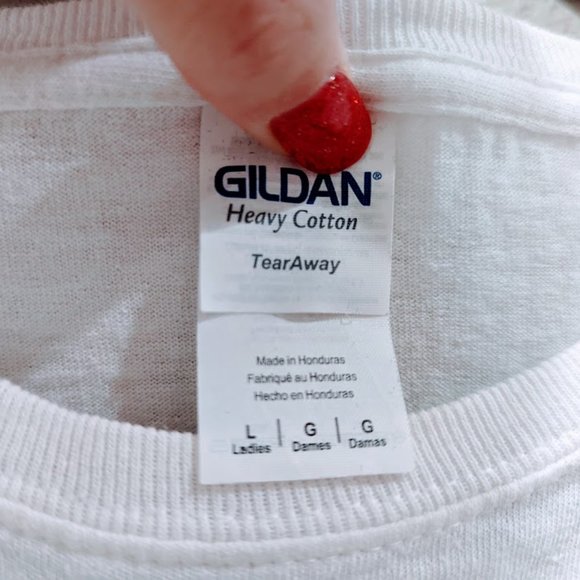 GILDAN®
Heavy Cotton
TearAway
Made in Honduras
Fabriqué au Honduras
Hecho en Honduras
L | G | G
Ladies Dames Damas